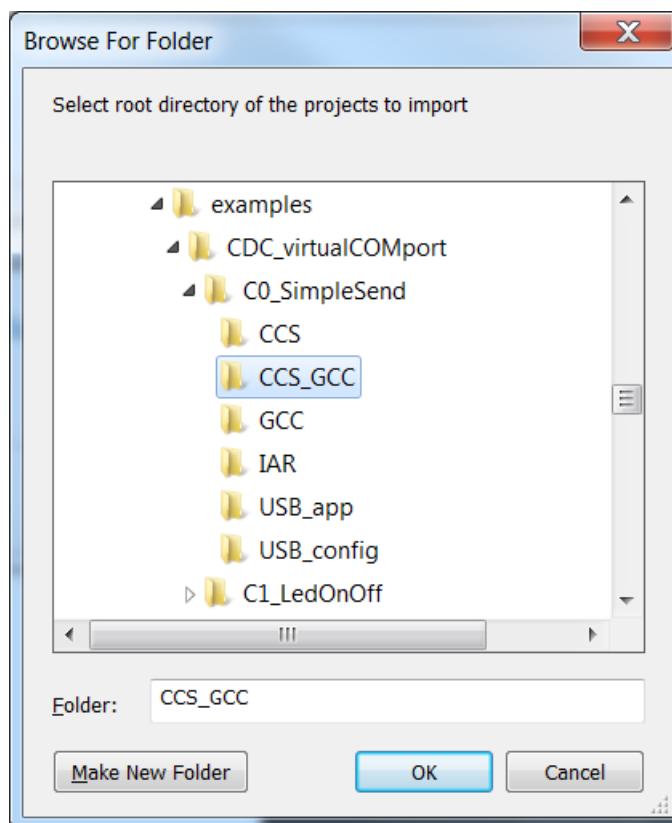 Browse For Folder
Select root directory of the projects to import
examples
CDC_virtualCOMport
C0_SimpleSend
CCS
CCS_GCC
GCC
IAR
USB_app
USB_config
C1_LedOnOff
Folder: CCS_GCC
Make New Folder OK Cancel